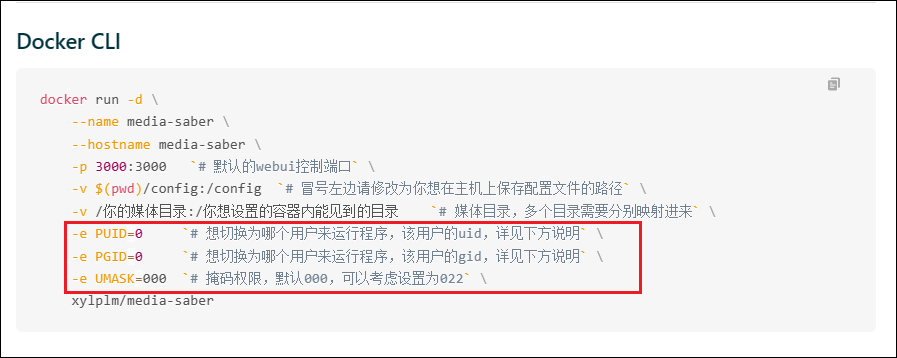 Docker CLI
docker run -d \
--name media-saber \
--hostname media-saber \
-p 3000:3000 `# 默认的webui控制端口` \
-v $(pwd)/config:/config `# 冒号左边请修改为你想在主机上保存配置文件的路径` \
-v /你的媒体目录:/你想设置的容器内能见到的目录 `# 媒体目录，多个目录需要分别映射进来` \
-e PUID=0 `# 想切换为哪个用户来运行程序，该用户的uid，详见下方说明` \
-e PGID=0 `# 想切换为哪个用户来运行程序，该用户的gid，详见下方说明` \
-e UMASK=000 `# 掩码权限，默认000，可以考虑设置为022` \
xylplm/media-saber